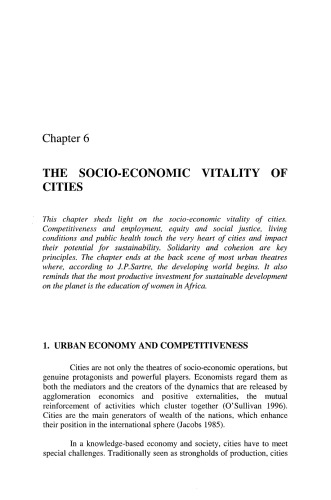 Chapter 6
THE SOCIO-ECONOMIC VITALITY OF
CITIES
This chapter sheds light on the socio-economic vitality of cities.
Competitiveness and employment, equity and social justice, living
conditions and public health touch the very heart of cities and impact
their potential for sustainability. Solidarity and cohesion are key
principles. The chapter ends at the back scene of most urban theatres
where, according to J.P.Sartre, the developing world begins. It also
reminds that the most productive investment for sustainable development
on the planet is the education of women in Africa.
1. URBAN ECONOMY AND COMPETITIVENESS
Cities are not only the theatres of socio-economic operations, but
genuine protagonists and powerful players. Economists regard them as
both the mediators and the creators of the dynamics that are released by
agglomeration economics and positive externalities, the mutual
reinforcement of activities which cluster together (O'Sullivan 1996).
Cities are the main generators of wealth of the nations, which enhance
their position in the international sphere (Jacobs 1985).
In a knowledge-based economy and society, cities have to meet
special challenges. Traditionally seen as strongholds of production, cities